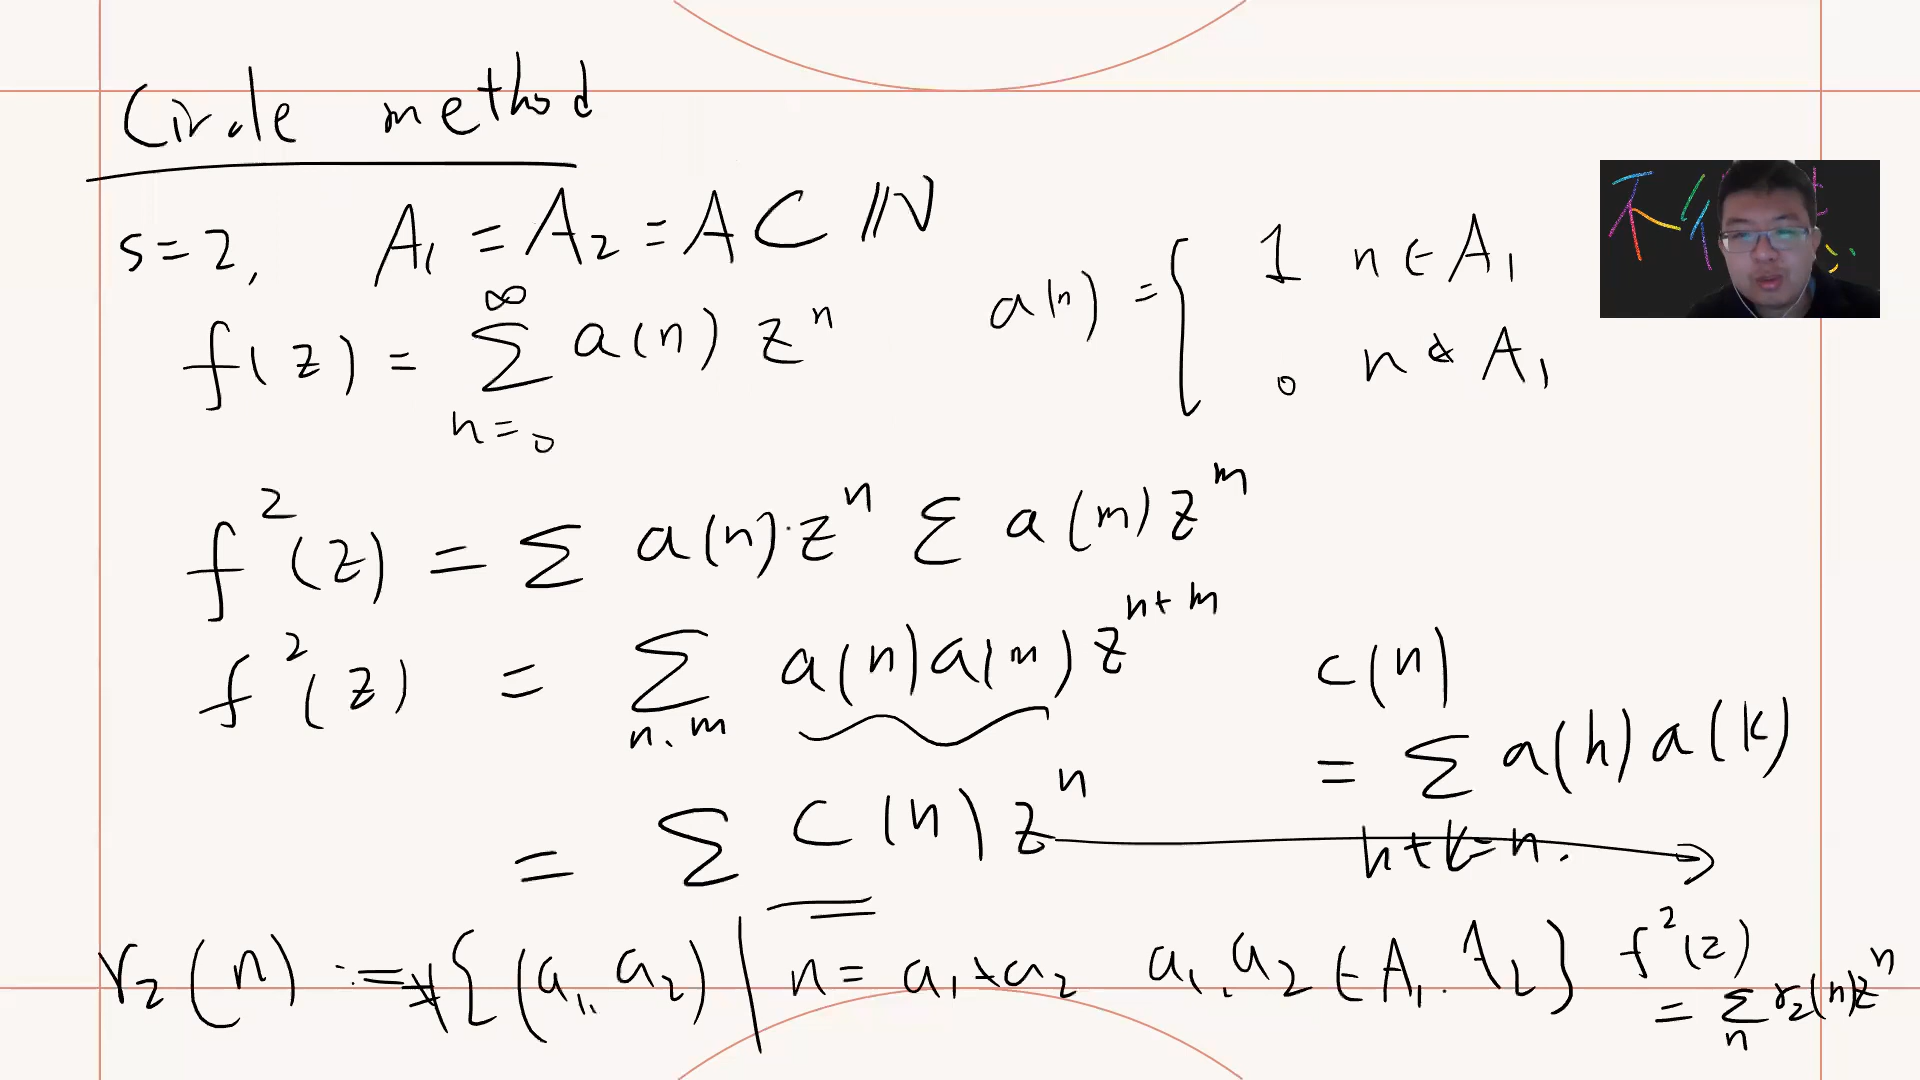 Circle method
s=2, A₁ = A₂ = A ⊂ ℕ
f(z) = ∑_{n=0}^{∞} a(n) zⁿ
a(n) = { 1 n ∈ A₁
0 n ∉ A₁
f²(z) = ∑ a(n)·zⁿ ∑ a(m) z^m
f²(z) = ∑_{n,m} a(n)a(m) z^{n+m}
= ∑ c(n) zⁿ
c(n)
= ∑ a(h) a(k)
h+k=n.
r₂(n) := #{(a₁, a₂) | n = a₁+a₂ a₁, a₂ ∈ A₁, A₂}
f²(z)
= ∑_n r₂(n)zⁿ
不